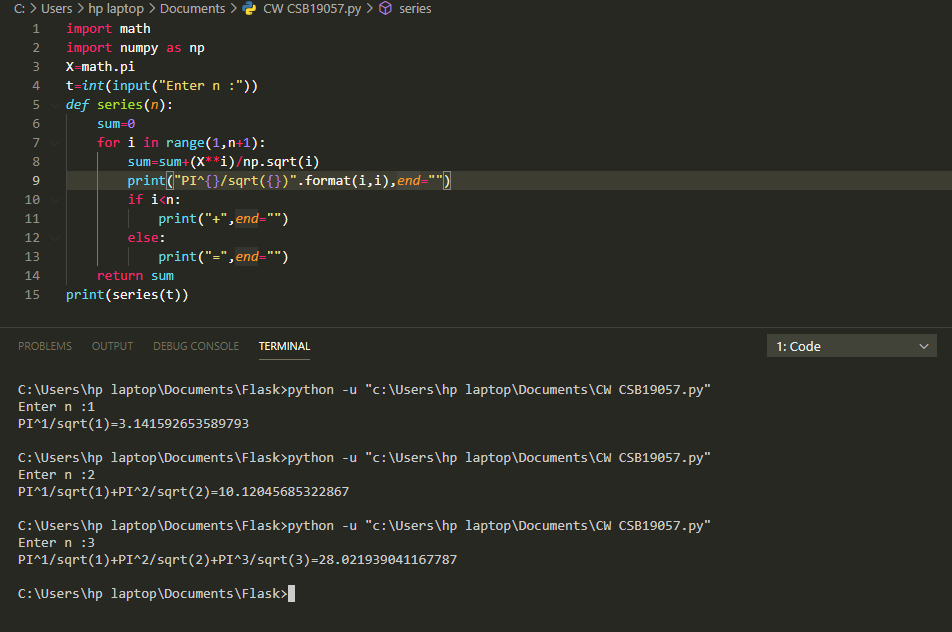 C: > Users > hp laptop > Documents > CW CSB19057.py > series
1 import math
2 import numpy as np
3 X=math.pi
4 t=int(input("Enter n :"))
5 def series(n):
6     sum=0
7     for i in range(1,n+1):
8         sum=sum+(X**i)/np.sqrt(i)
9         print("PI^{}/sqrt({})".format(i,i),end="")
10         if i<n:
11             print("+",end="")
12         else:
13             print("=",end="")
14     return sum
15 print(series(t))
PROBLEMS OUTPUT DEBUG CONSOLE TERMINAL 1: Code
C:\Users\hp laptop\Documents\Flask>python -u "c:\Users\hp laptop\Documents\CW CSB19057.py"
Enter n :1
PI^1/sqrt(1)=3.141592653589793
C:\Users\hp laptop\Documents\Flask>python -u "c:\Users\hp laptop\Documents\CW CSB19057.py"
Enter n :2
PI^1/sqrt(1)+PI^2/sqrt(2)=10.12045685322867
C:\Users\hp laptop\Documents\Flask>python -u "c:\Users\hp laptop\Documents\CW CSB19057.py"
Enter n :3
PI^1/sqrt(1)+PI^2/sqrt(2)+PI^3/sqrt(3)=28.021939041167787
C:\Users\hp laptop\Documents\Flask>